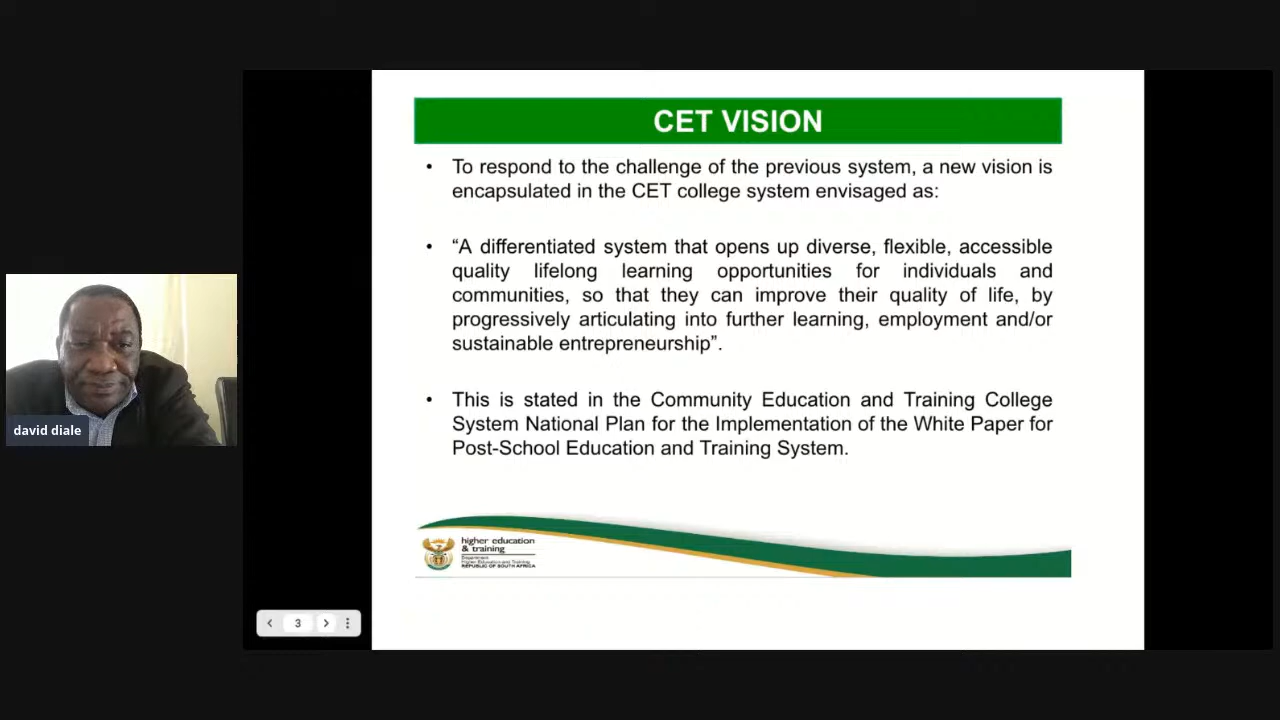 CET VISION
• To respond to the challenge of the previous system, a new vision is
encapsulated in the CET college system envisaged as:
• “A differentiated system that opens up diverse, flexible, accessible
quality lifelong learning opportunities for individuals and
communities, so that they can improve their quality of life, by
progressively articulating into further learning, employment and/or
sustainable entrepreneurship”.
• This is stated in the Community Education and Training College
System National Plan for the Implementation of the White Paper for
Post-School Education and Training System.
david diale
higher education
& training
Department:
Higher Education and Training
REPUBLIC OF SOUTH AFRICA
3